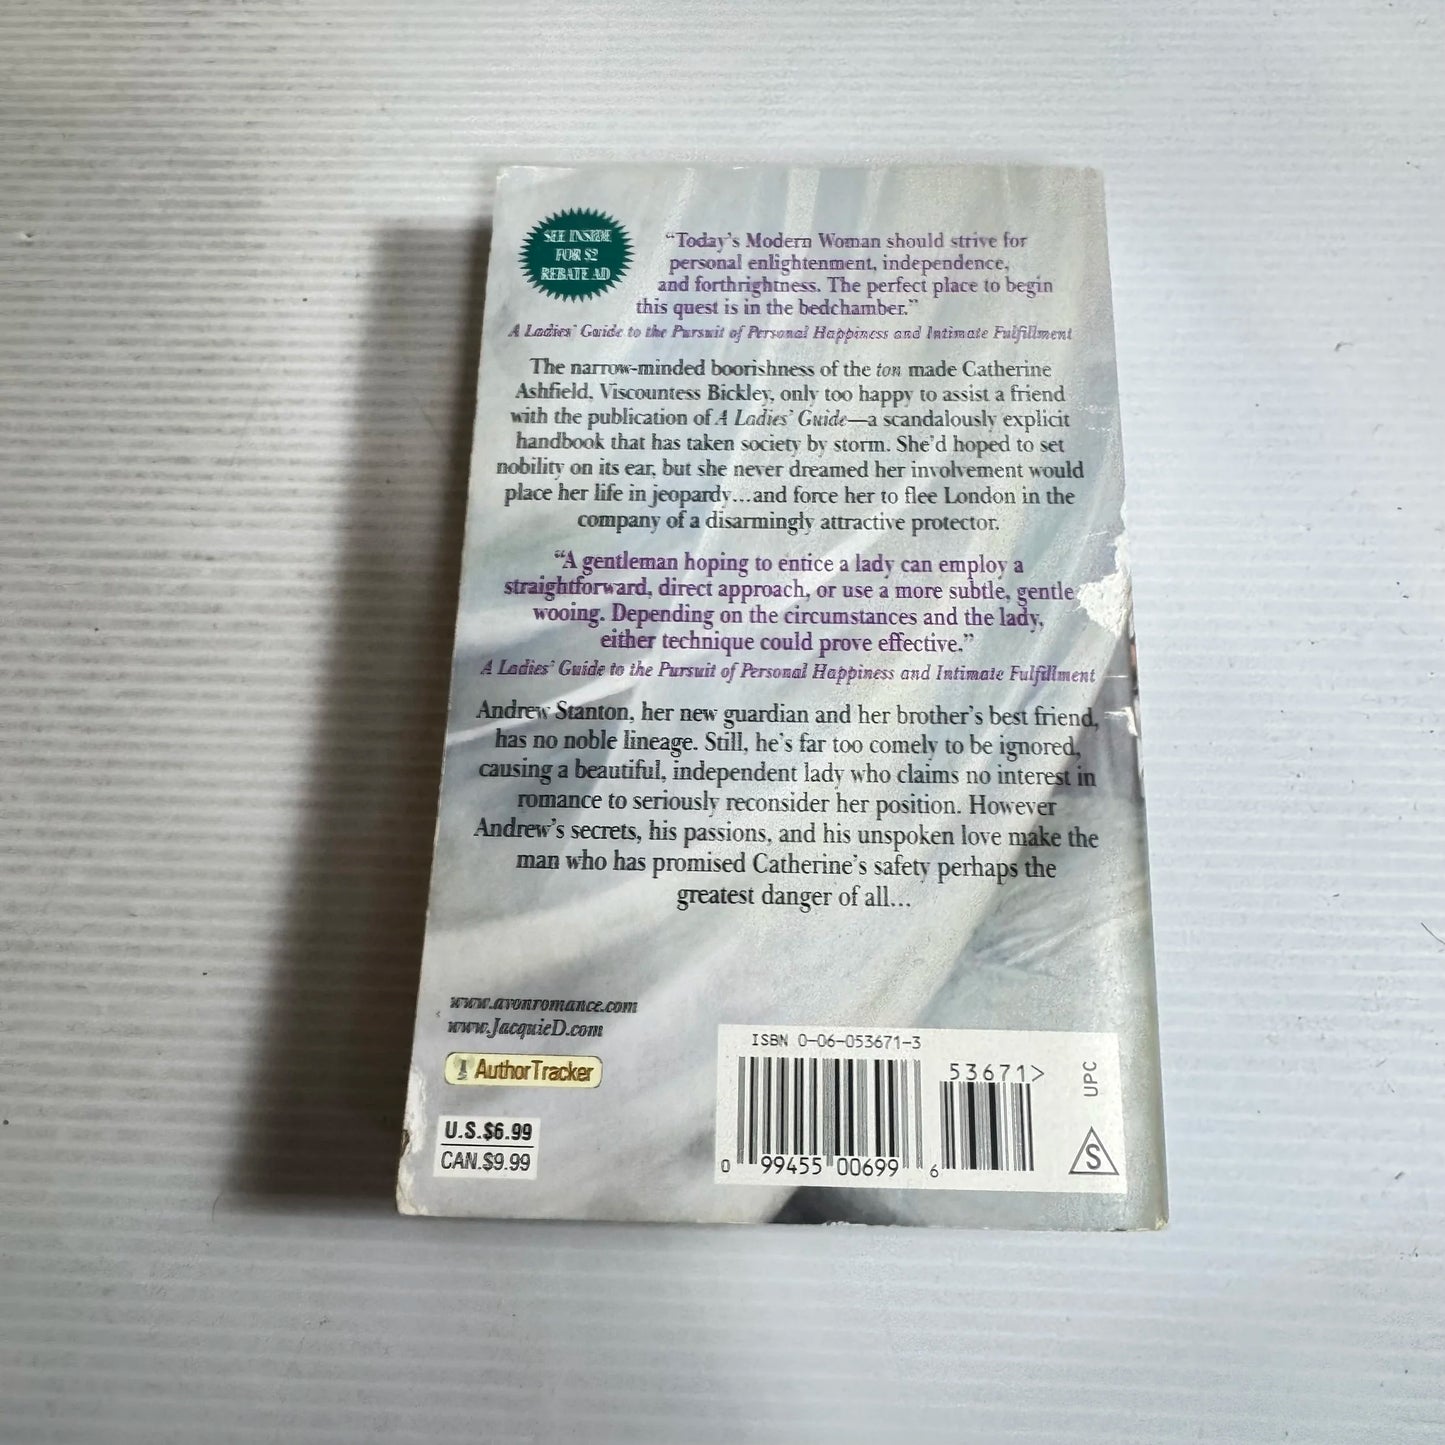 SEE INSIDE
FOR $2
REBATE AD
“Today’s Modern Woman should strive for
personal enlightenment, independence,
and forthrightness. The perfect place to begin
this quest is in the bedchamber.”
A Ladies’ Guide to the Pursuit of Personal Happiness and Intimate Fulfillment
The narrow-minded boorishness of the ton made Catherine
Ashfield, Viscountess Bickley, only too happy to assist a friend
with the publication of A Ladies’ Guide—a scandalously explicit
handbook that has taken society by storm. She’d hoped to set
nobility on its ear, but she never dreamed her involvement would
place her life in jeopardy...and force her to flee London in the
company of a disarmingly attractive protector.
“A gentleman hoping to entice a lady can employ a
straightforward, direct approach, or use a more subtle, gentle
wooing. Depending on the circumstances and the lady,
either technique could prove effective.”
A Ladies’ Guide to the Pursuit of Personal Happiness and Intimate Fulfillment
Andrew Stanton, her new guardian and her brother’s best friend,
has no noble lineage. Still, he’s far too comely to be ignored,
causing a beautiful, independent lady who claims no interest in
romance to seriously reconsider her position. However
Andrew’s secrets, his passions, and his unspoken love make the
man who has promised Catherine’s safety perhaps the
greatest danger of all...
www.avonromance.com
www.JacquieD.com
AuthorTracker
U.S.$6.99
CAN.$9.99
ISBN 0-06-053671-3
53671>
0 99455 00699 6
UPC
S